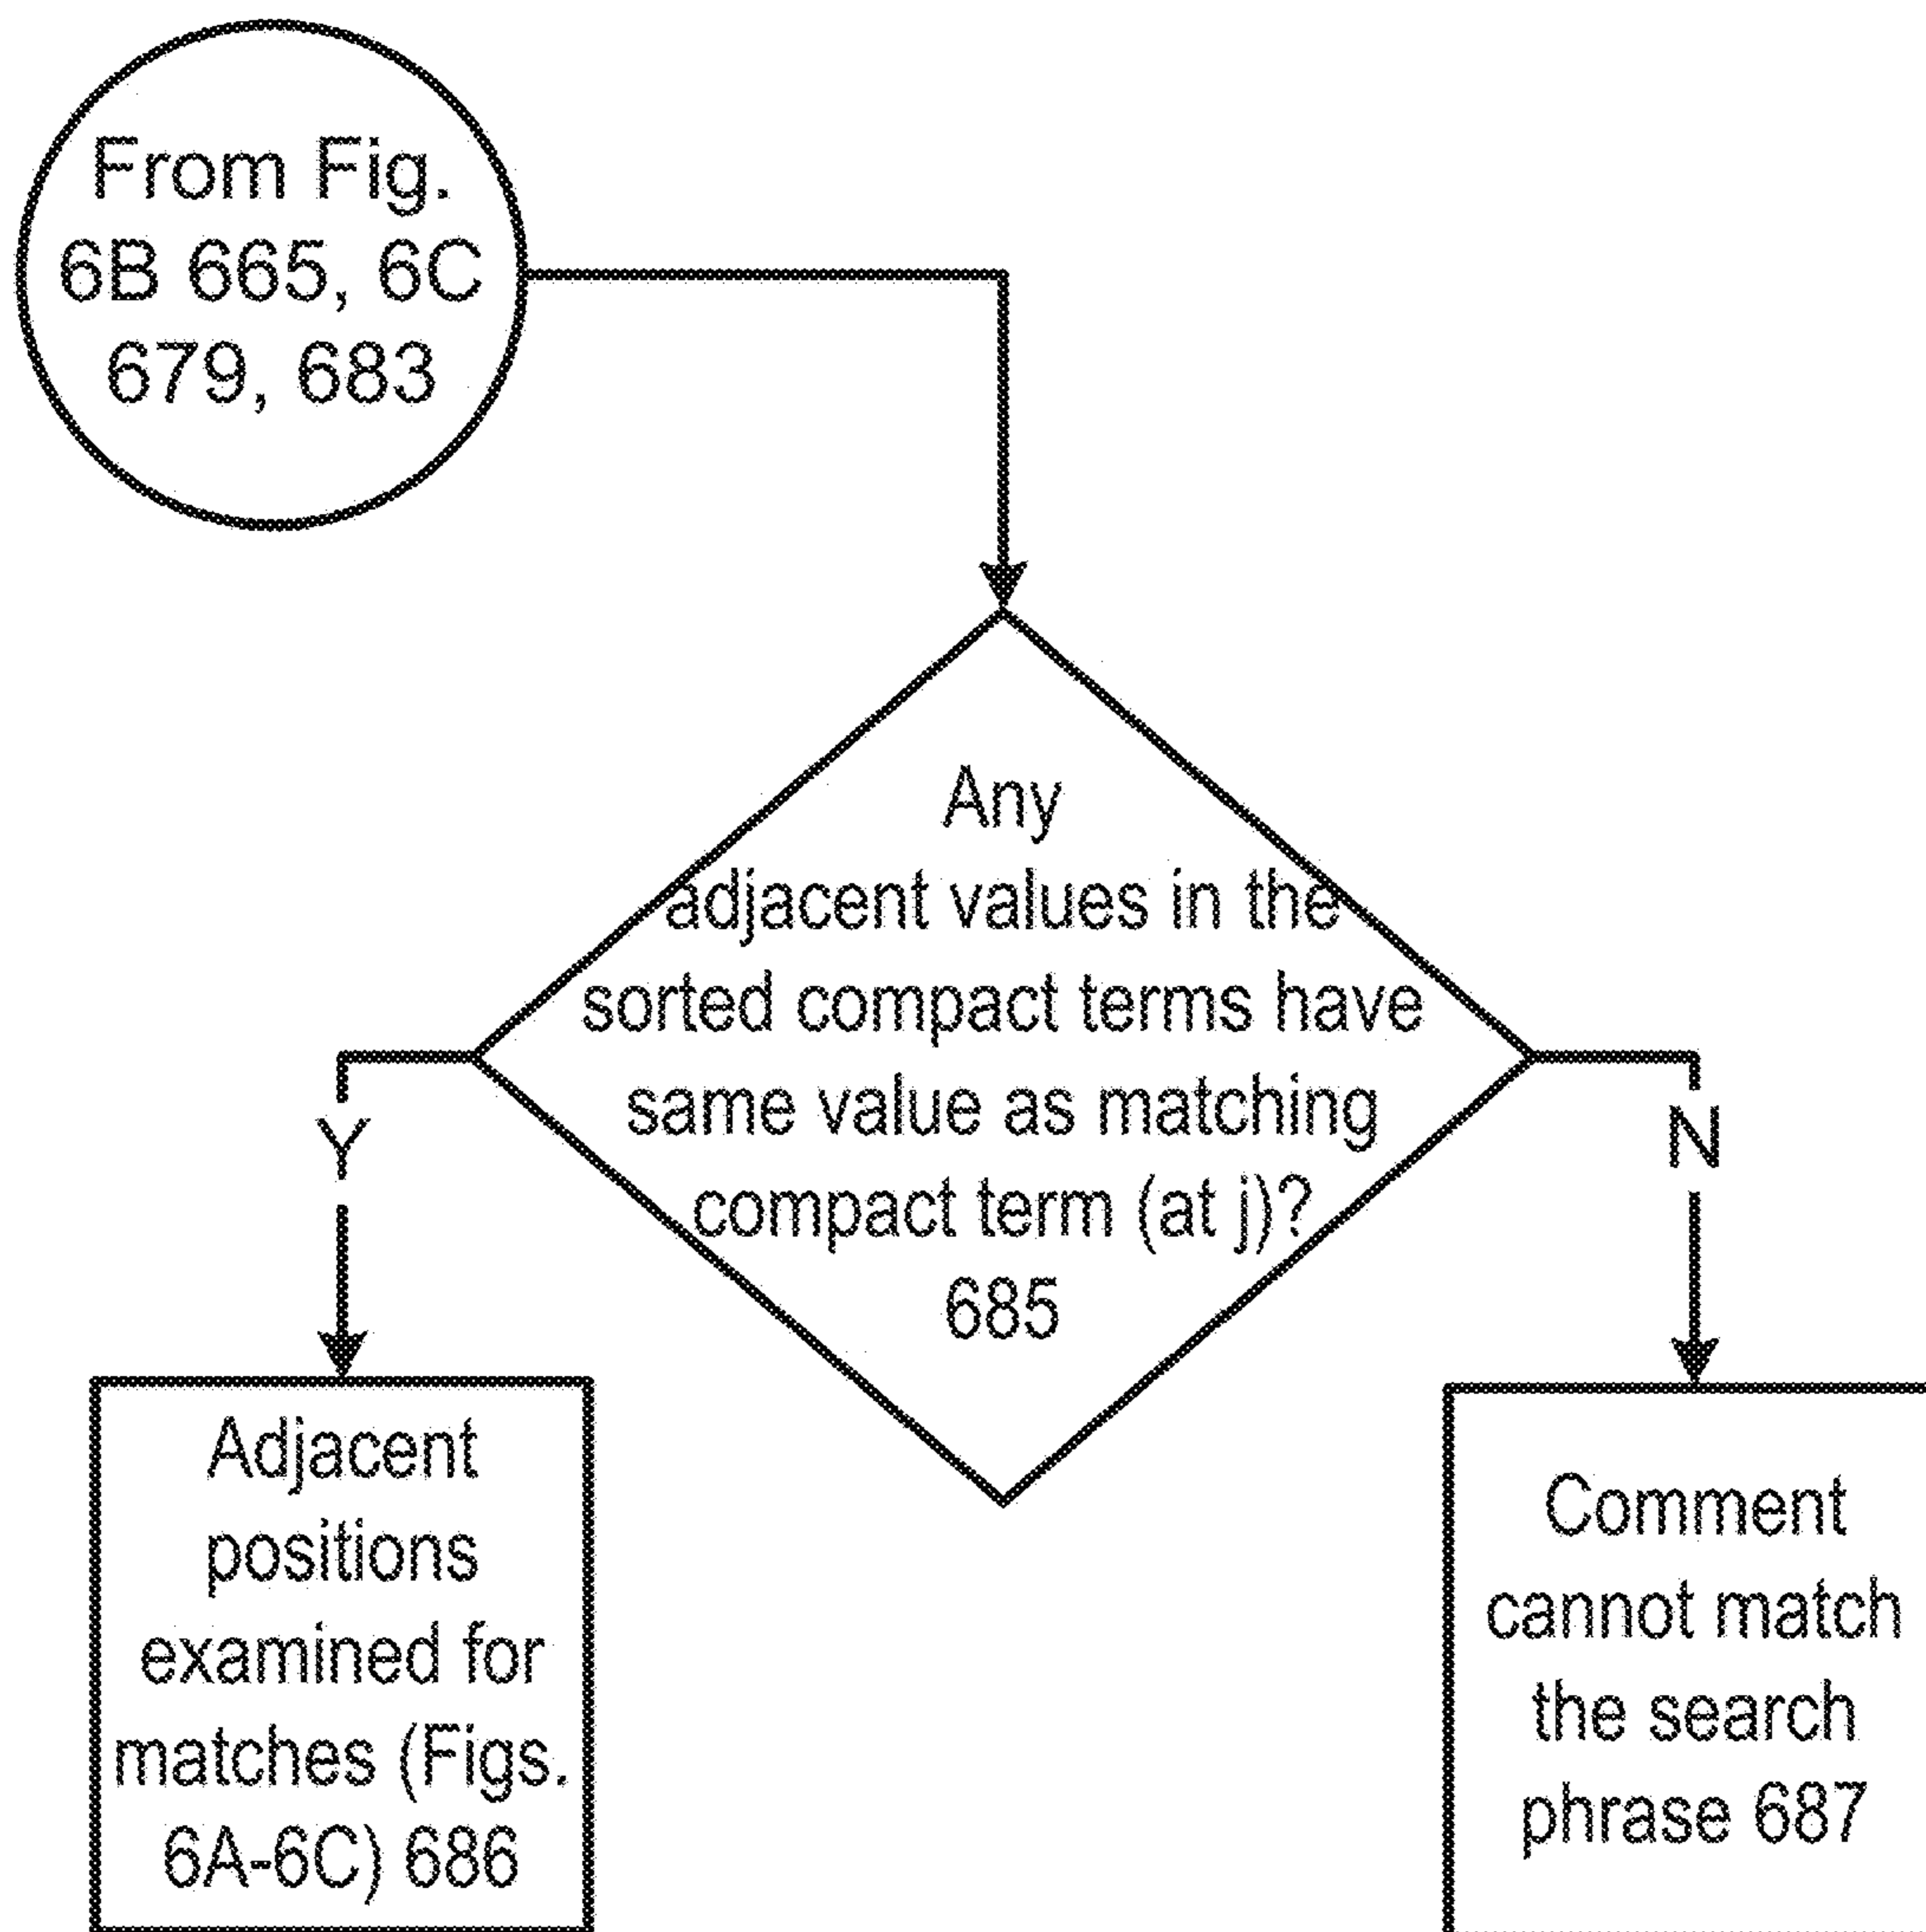 From Fig.
6B 665, 6C
679, 683
Any
adjacent values in the
sorted compact terms have
same value as matching
compact term (at j)?
685
Y
N
Adjacent
positions
examined for
matches (Figs.
6A-6C) 686
Comment
cannot match
the search
phrase 687